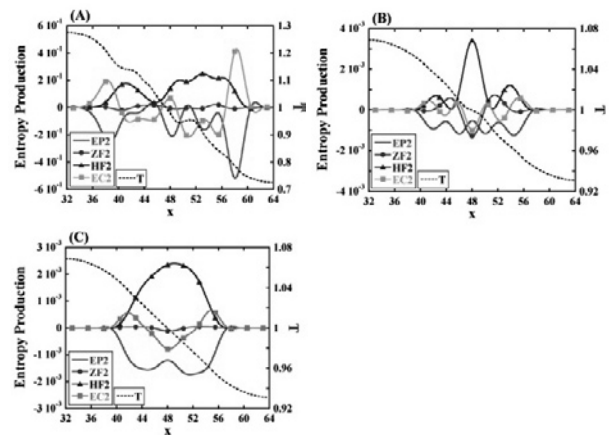 (A)
6 10⁻³
4 10⁻³
2 10⁻³
0
-2 10⁻³
-4 10⁻³
-6 10⁻³
Entropy Production
1.3
1.2
1.1
1
0.9
0.8
0.7
T
EP2
ZF2
HF2
EC2
T
32 36 40 44 48 52 56 60 64
x
(B)
4 10⁻³
2 10⁻³
0
-2 10⁻³
-4 10⁻³
Entropy Production
1.08
1.04
1
0.96
0.92
T
EP2
ZF2
HF2
EC2
T
32 36 40 44 48 52 56 60 64
x
(C)
3 10⁻³
2 10⁻³
1 10⁻³
0
-1 10⁻³
-2 10⁻³
-3 10⁻³
Entropy Production
1.08
1.04
1
0.96
0.92
T
EP2
ZF2
HF2
EC2
T
32 36 40 44 48 52 56 60 64
x